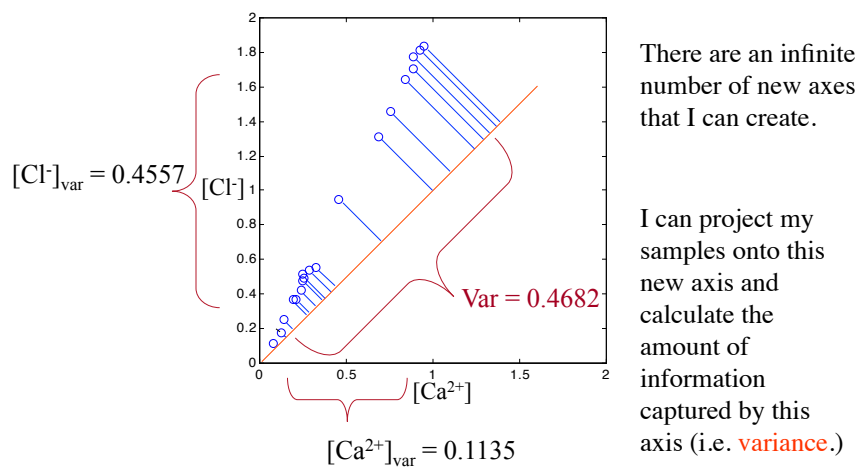 2
1.8
1.6
1.4
1.2
1
0.8
0.6
0.4
0.2
0
0
0.5
1
1.5
2
[Cl-]var = 0.4557
[Cl-]
Var = 0.4682
[Ca2+]
[Ca2+]var = 0.1135
There are an infinite
number of new axes
that I can create.
I can project my
samples onto this
new axis and
calculate the
amount of
information
captured by this
axis (i.e. variance.)